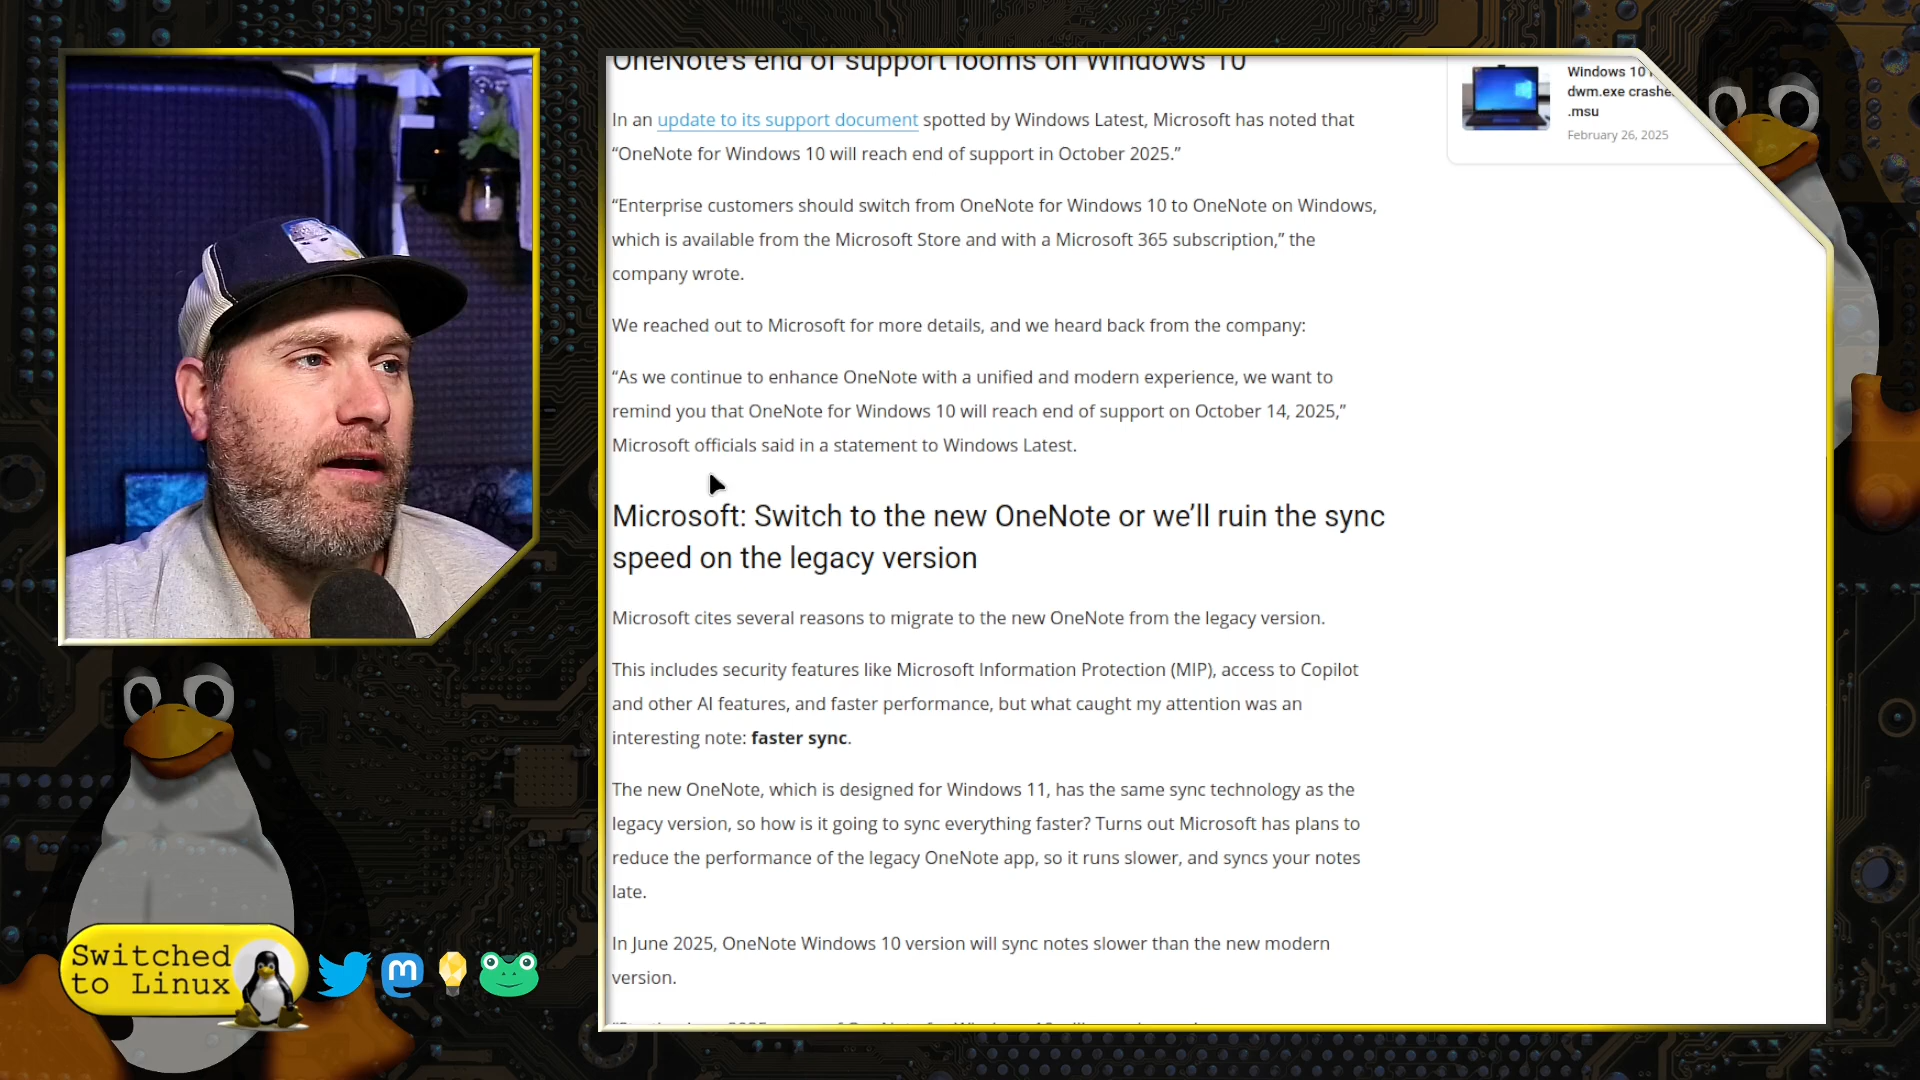 OneNote's end of support looms on Windows 10
In an update to its support document spotted by Windows Latest, Microsoft has noted that
“OneNote for Windows 10 will reach end of support in October 2025.”
“Enterprise customers should switch from OneNote for Windows 10 to OneNote on Windows,
which is available from the Microsoft Store and with a Microsoft 365 subscription,” the
company wrote.
We reached out to Microsoft for more details, and we heard back from the company:
“As we continue to enhance OneNote with a unified and modern experience, we want to
remind you that OneNote for Windows 10 will reach end of support on October 14, 2025,”
Microsoft officials said in a statement to Windows Latest.
Microsoft: Switch to the new OneNote or we’ll ruin the sync
speed on the legacy version
Microsoft cites several reasons to migrate to the new OneNote from the legacy version.
This includes security features like Microsoft Information Protection (MIP), access to Copilot
and other AI features, and faster performance, but what caught my attention was an
interesting note: faster sync.
The new OneNote, which is designed for Windows 11, has the same sync technology as the
legacy version, so how is it going to sync everything faster? Turns out Microsoft has plans to
reduce the performance of the legacy OneNote app, so it runs slower, and syncs your notes
late.
In June 2025, OneNote Windows 10 version will sync notes slower than the new modern
version.
Windows 10
dwm.exe
.msu
February 26, 2025
Switched
to Linux
m